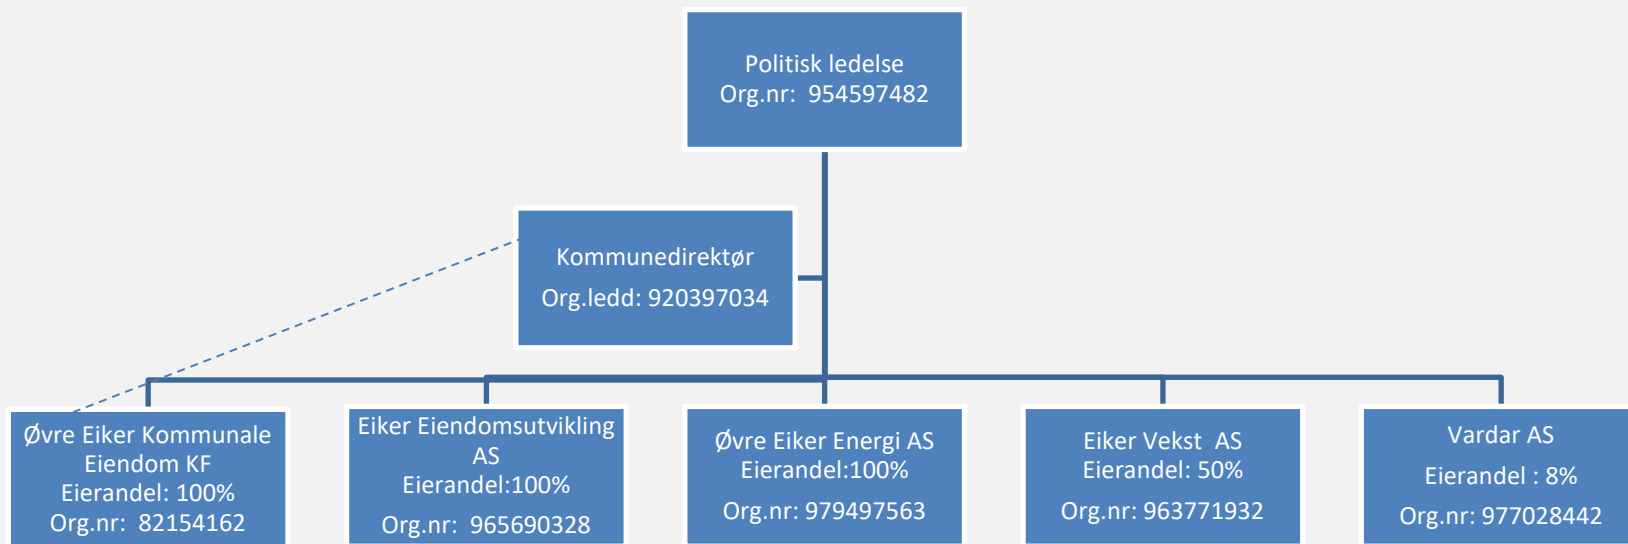 Politisk ledelse
Org.nr:  954597482
Kommunedirektør
Org.ledd: 920397034
Øvre Eiker Kommunale
Eiendom KF
Eierandel: 100%
Org.nr:  82154162
Eiker Eiendomsutvikling
AS
Eierandel:100%
Org.nr:  965690328
Øvre Eiker Energi AS
Eierandel:100%
Org.nr: 979497563
Eiker Vekst  AS
Eierandel: 50%
Org.nr: 963771932
Vardar AS
Eierandel : 8%
Org.nr: 977028442